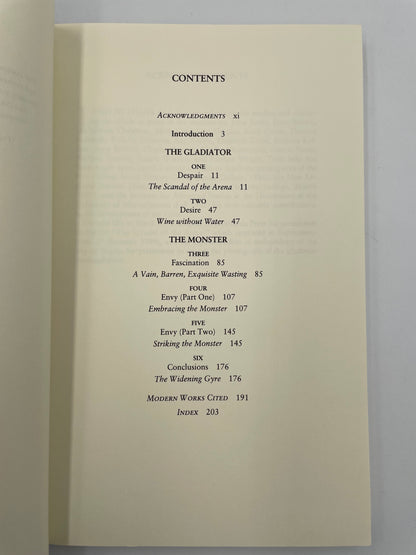 CONTENTS
ACKNOWLEDGMENTS xi
Introduction 3
THE GLADIATOR
ONE
Despair 11
The Scandal of the Arena 11
TWO
Desire 47
Wine without Water 47
THE MONSTER
THREE
Fascination 85
A Vain, Barren, Exquisite Wasting 85
FOUR
Envy (Part One) 107
Embracing the Monster 107
FIVE
Envy (Part Two) 145
Striking the Monster 145
SIX
Conclusions 176
The Widening Gyre 176
MODERN WORKS CITED 191
INDEX 203